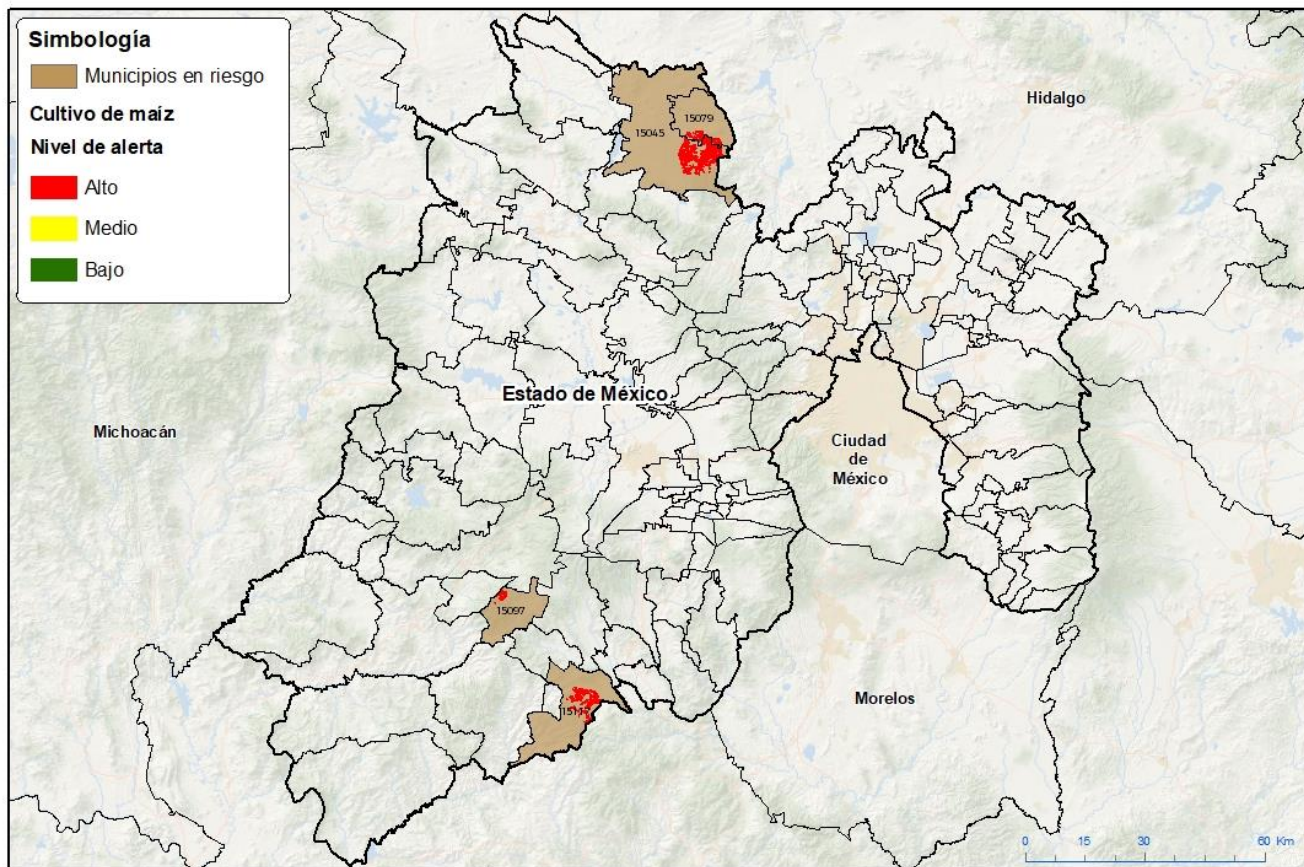 Simbología
Municipios en riesgo
Cultivo de maíz
Nivel de alerta
Alto
Medio
Bajo
Hidalgo
15079
15045
Estado de México
Michoacán
Ciudad
de
México
15097
Morelos
0 15 30 60 Km